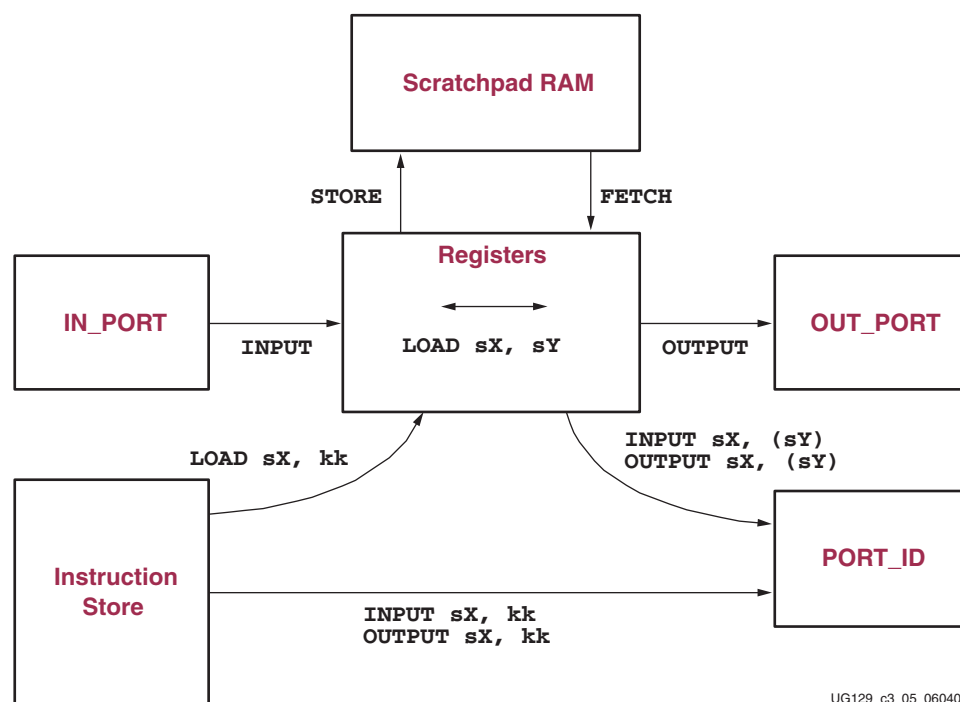 Scratchpad RAM
STORE
FETCH
Registers
IN_PORT
INPUT
LOAD sX, sY
OUTPUT
OUT_PORT
LOAD sX, kk
INPUT sX, (sY)
OUTPUT sX, (sY)
Instruction
Store
PORT_ID
INPUT sX, kk
OUTPUT sX, kk
UG129_c3_05_06040